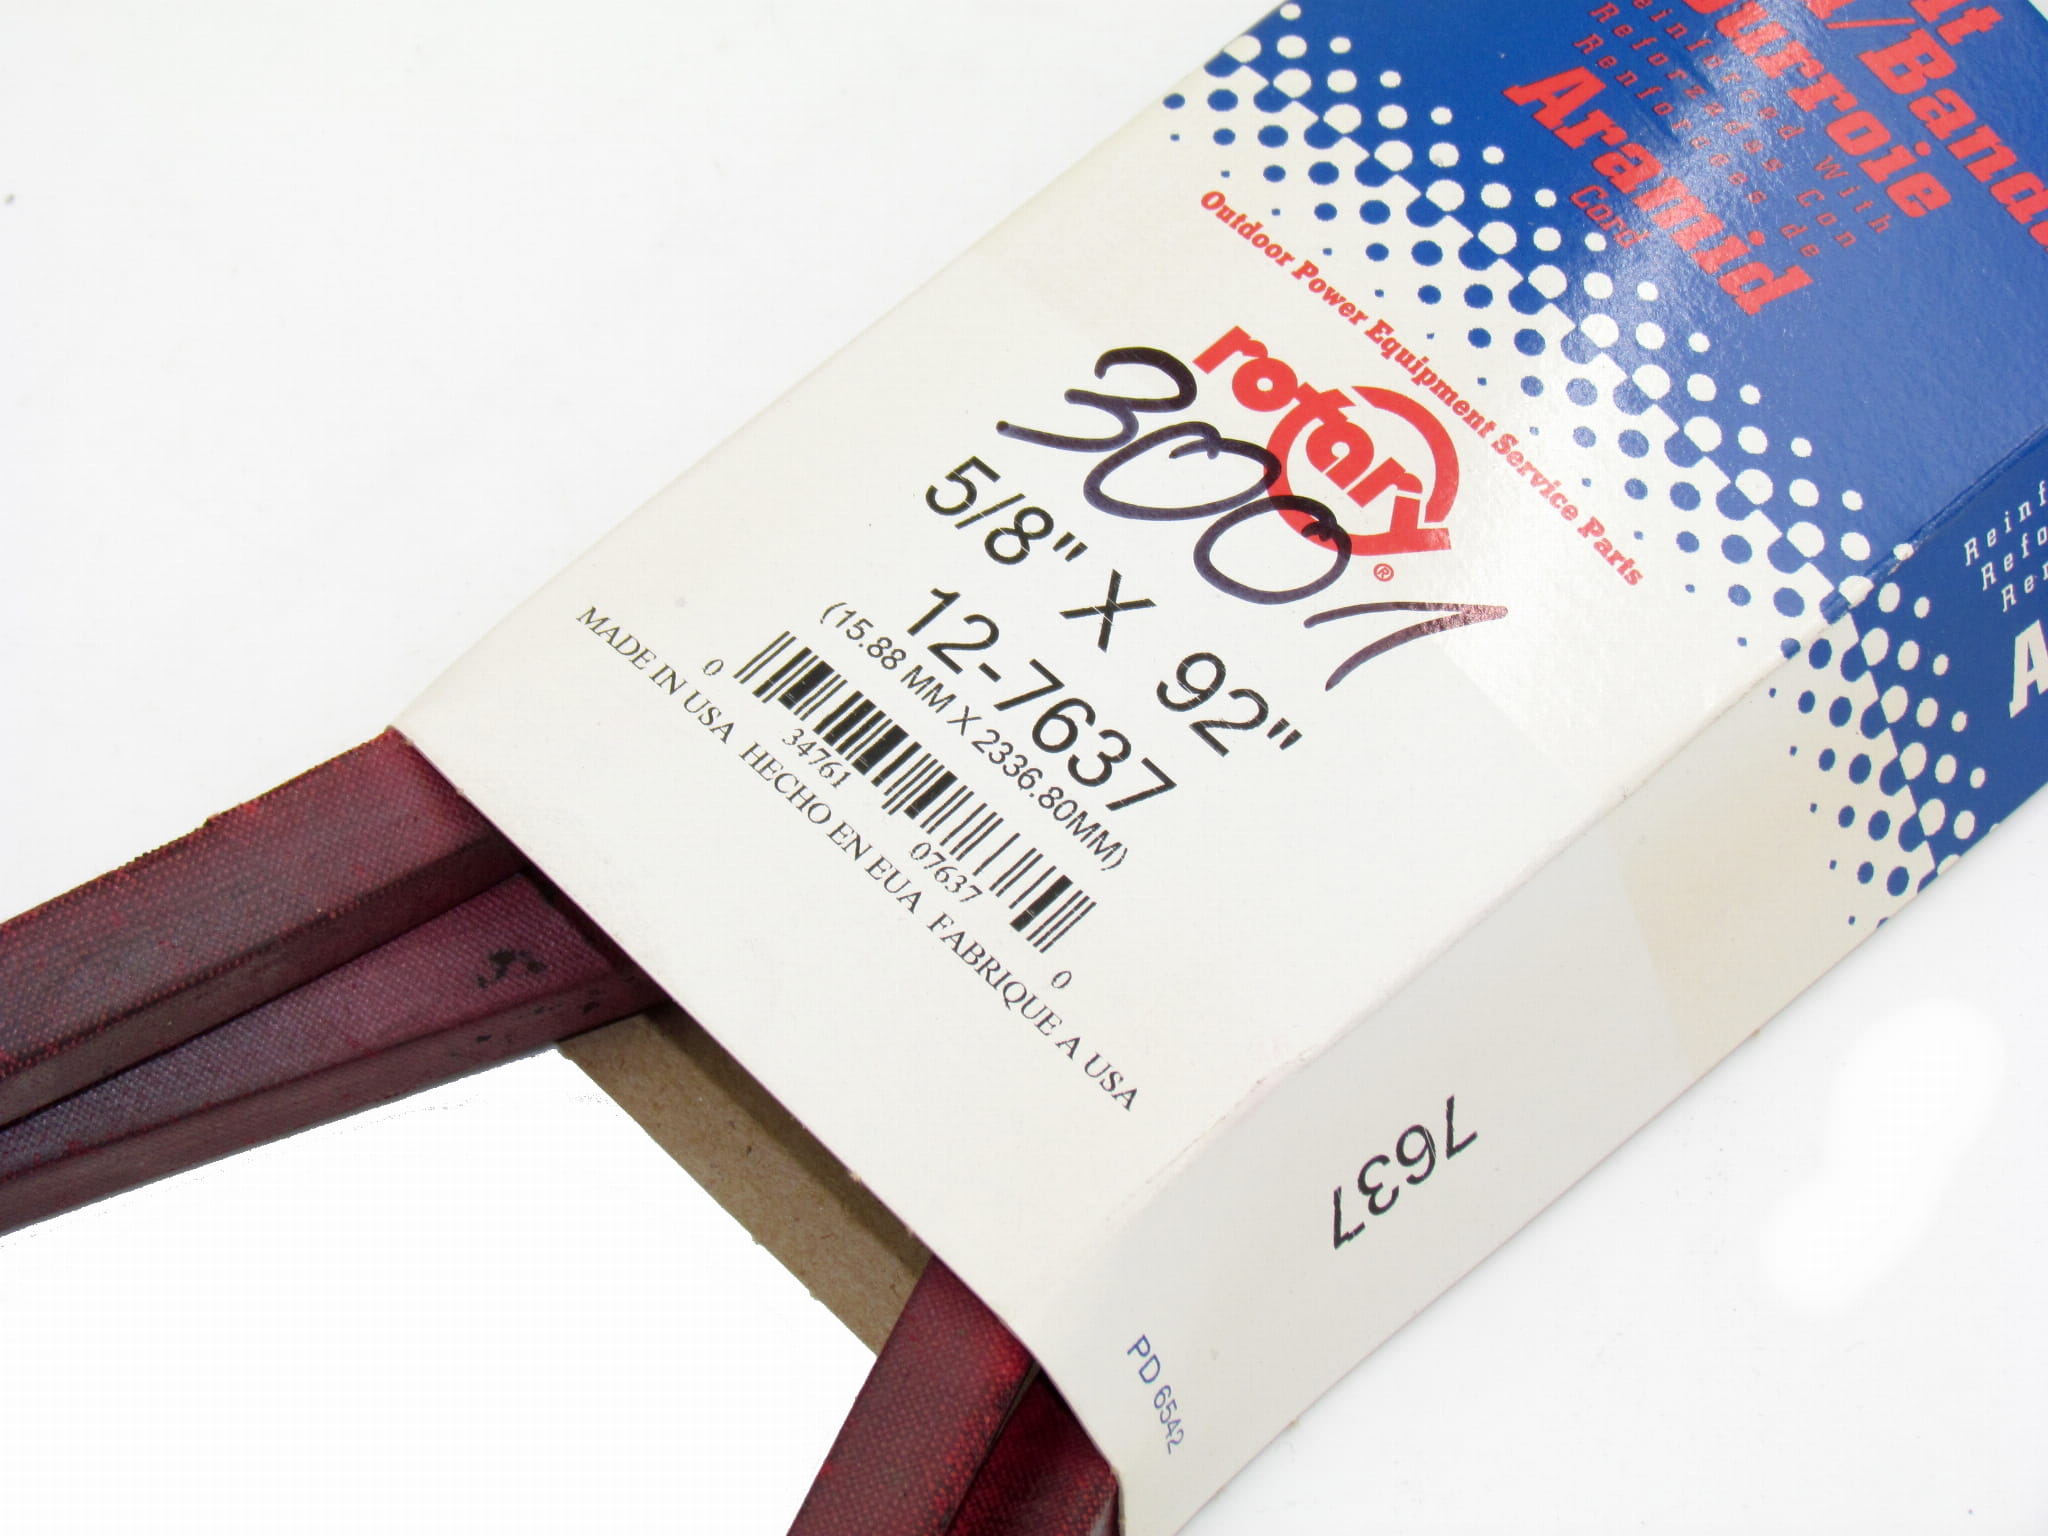 Courroie
Reinforced With
Reforzadas Con
Renforcées de
Aramid
Cord
Outdoor Power Equipment Service Parts
rotary®
3001
5/8" X 92"
12-7637
(15.88 MM X 2336.80MM)
0 34761 07637 0
MADE IN USA HECHO EN EUA FABRIQUE A USA
7637
PD 6542